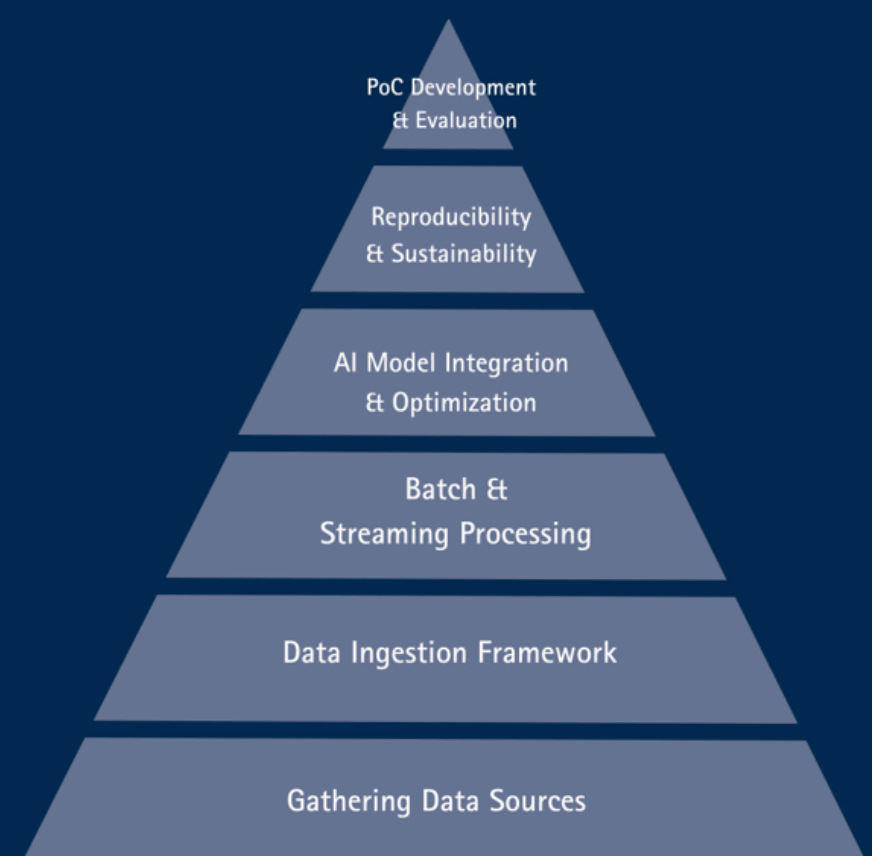 PoC Development
& Evaluation
Reproducibility
& Sustainability
AI Model Integration
& Optimization
Batch &
Streaming Processing
Data Ingestion Framework
Gathering Data Sources